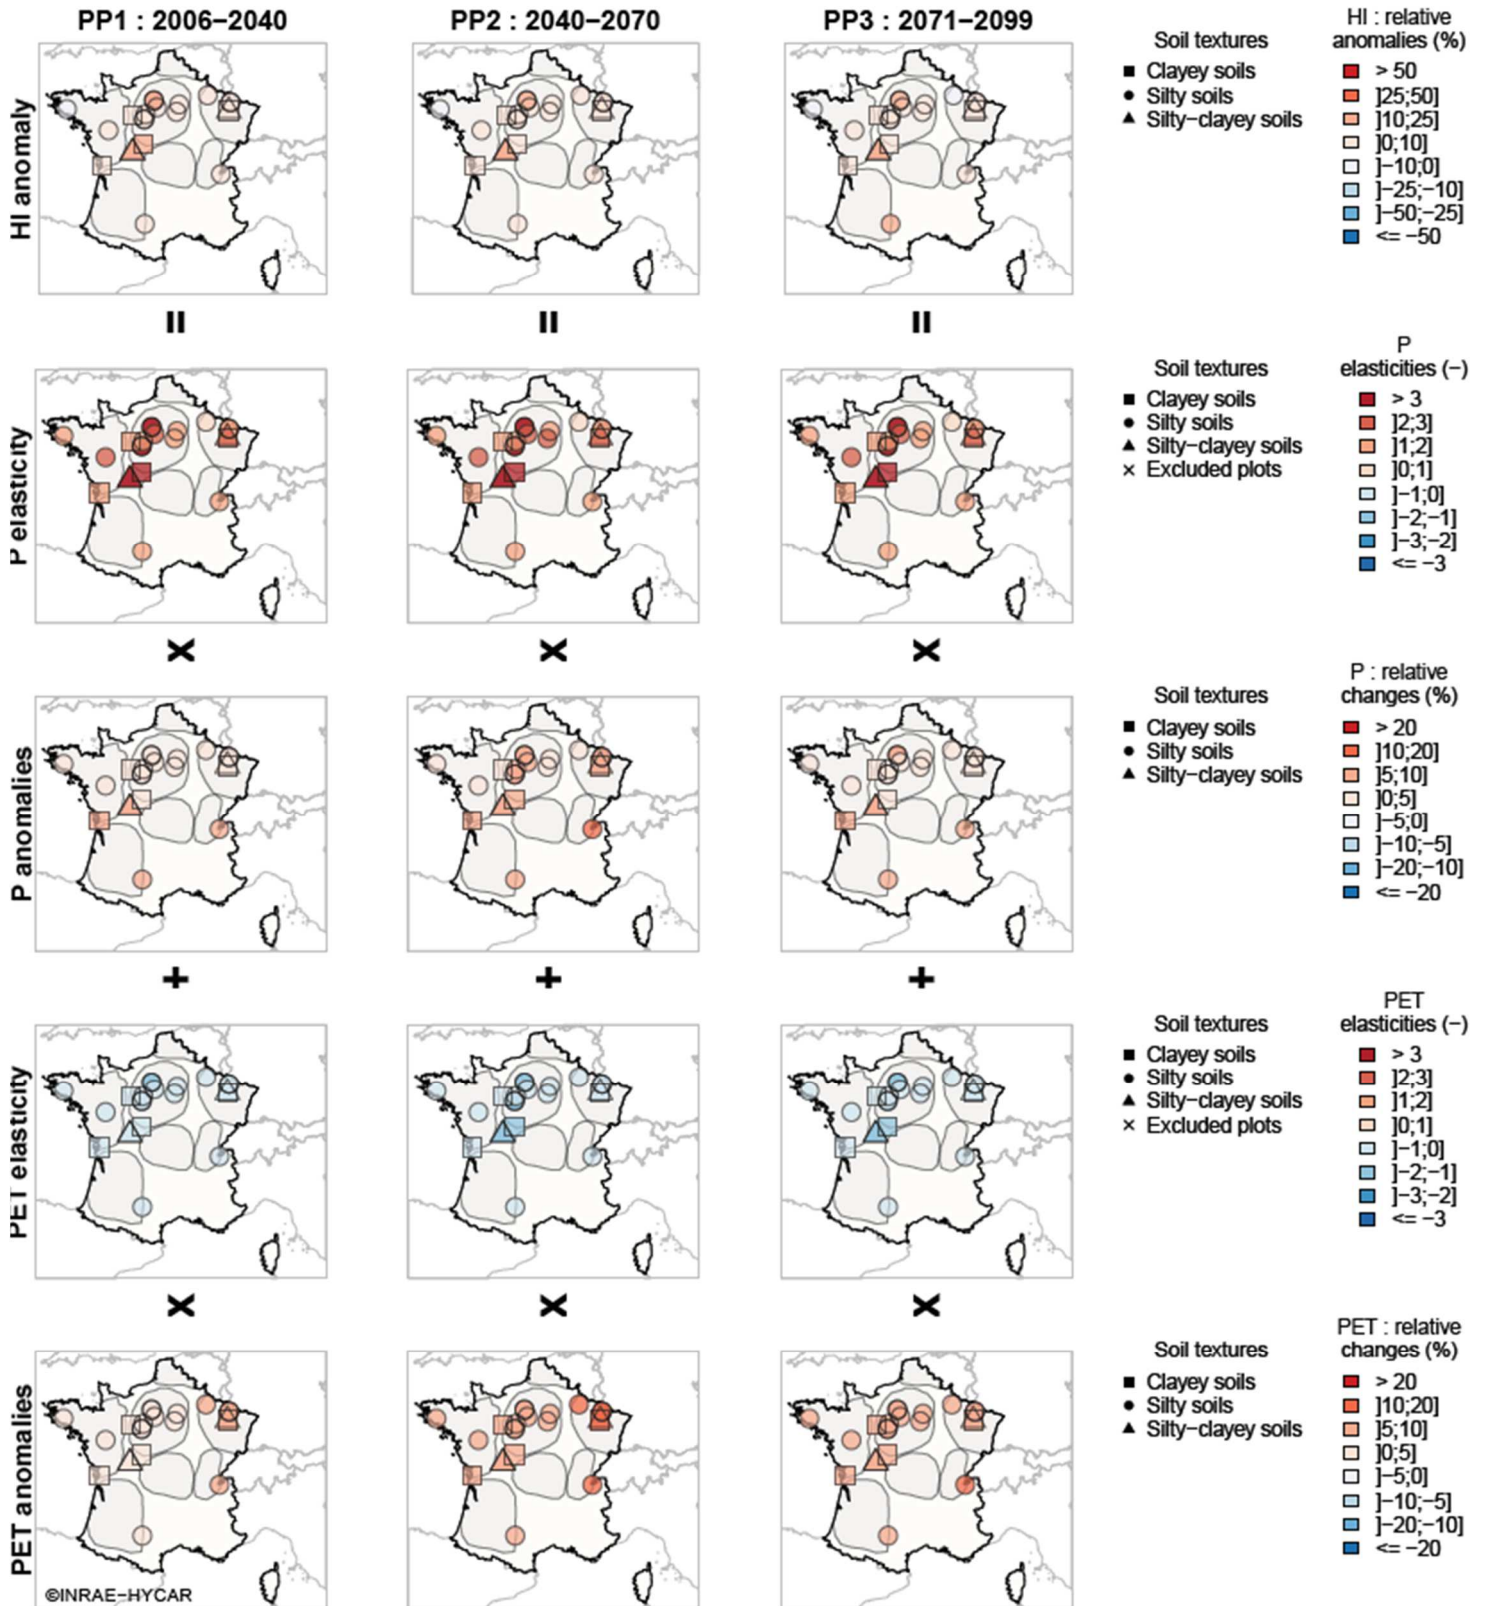 PP1 : 2006−2040
PP2 : 2040−2070
PP3 : 2071−2099
HI anomaly
Soil textures
Clayey soils
Silty soils
Silty−clayey soils
HI : relative
anomalies (%)
> 50
]25;50]
]10;25]
]0;10]
]−10;0]
]−25;−10]
]−50;−25]
<= −50
=
=
=
P elasticity
Soil textures
Clayey soils
Silty soils
Silty−clayey soils
Excluded plots
P
elasticities (−)
> 3
]2;3]
]1;2]
]0;1]
]−1;0]
]−2;−1]
]−3;−2]
<= −3
x
x
x
P anomalies
Soil textures
Clayey soils
Silty soils
Silty−clayey soils
P : relative
changes (%)
> 20
]10;20]
]5;10]
]0;5]
]−5;0]
]−10;−5]
]−20;−10]
<= −20
+
+
+
PET elasticity
Soil textures
Clayey soils
Silty soils
Silty−clayey soils
Excluded plots
PET
elasticities (−)
> 3
]2;3]
]1;2]
]0;1]
]−1;0]
]−2;−1]
]−3;−2]
<= −3
x
x
x
PET anomalies
Soil textures
Clayey soils
Silty soils
Silty−clayey soils
PET : relative
changes (%)
> 20
]10;20]
]5;10]
]0;5]
]−5;0]
]−10;−5]
]−20;−10]
<= −20
©INRAE−HYCAR